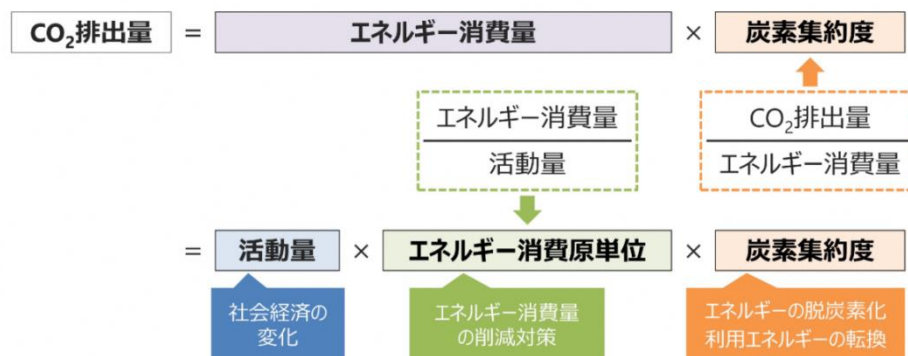 CO₂排出量 = エネルギー消費量 × 炭素集約度
エネルギー消費量
活動量
CO₂排出量
エネルギー消費量
= 活動量 × エネルギー消費原単位 × 炭素集約度
社会経済の
変化
エネルギー消費量
の削減対策
エネルギーの脱炭素化
利用エネルギーの転換